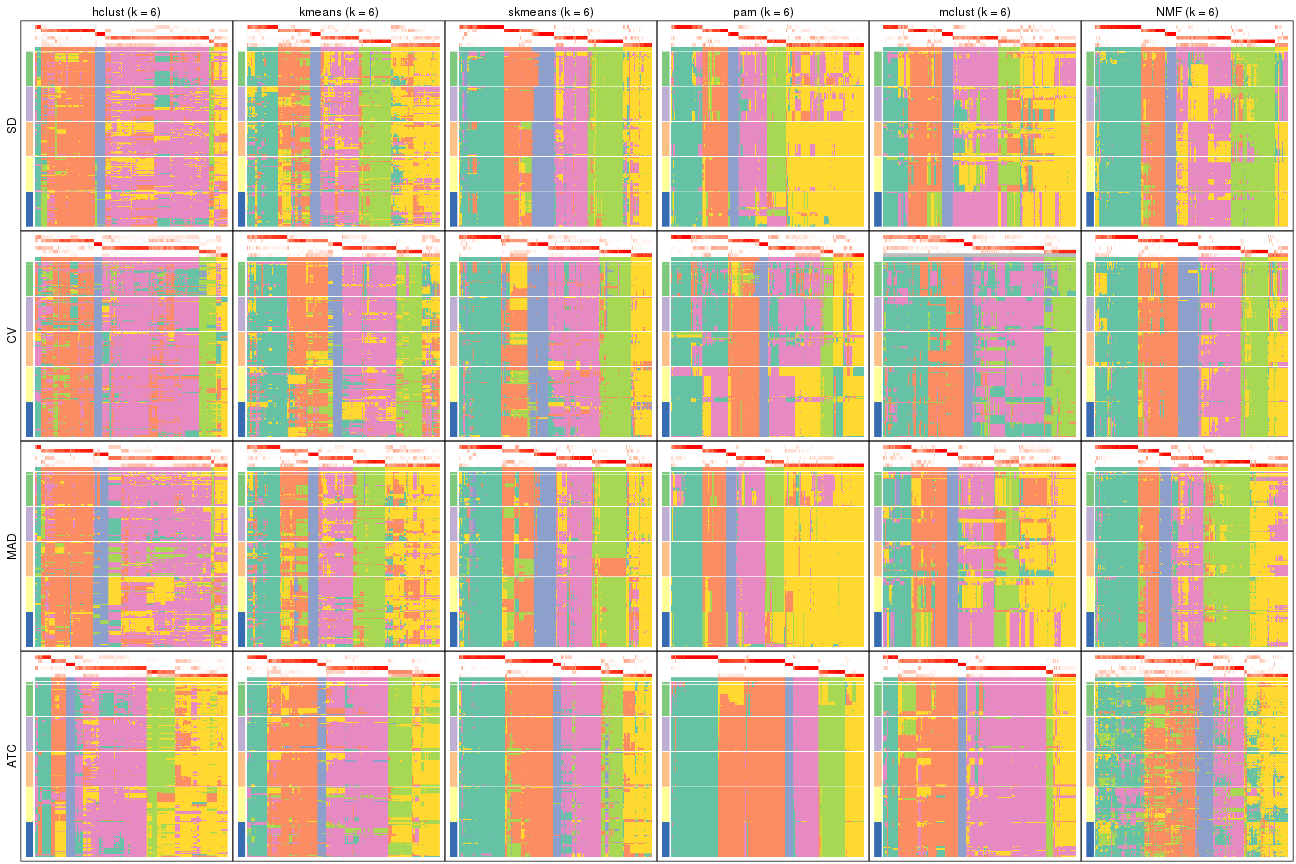 hclust (k = 6) kmeans (k = 6) skmeans (k = 6) pam (k = 6) mclust (k = 6) NMF (k = 6)
SD
CV
MAD
ATC